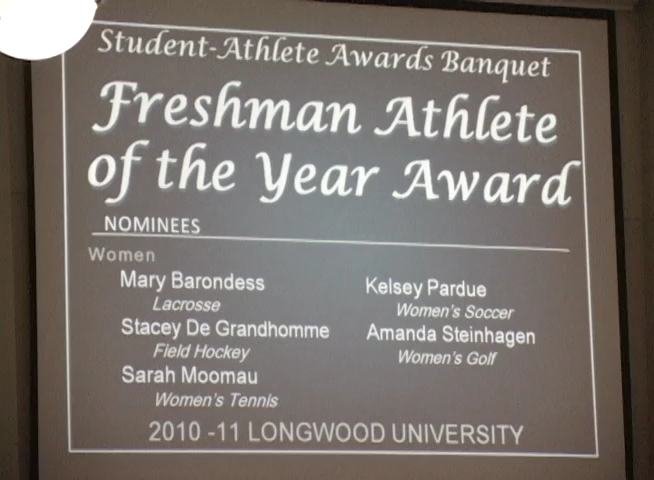 Student-Athlete Awards Banquet
Freshman Athlete
of the Year Award
NOMINEES
Women
Mary Barondess
Lacrosse
Stacey De Grandhomme
Field Hockey
Sarah Moomau
Women's Tennis
Kelsey Pardue
Women's Soccer
Amanda Steinhagen
Women's Golf
2010 -11 LONGWOOD UNIVERSITY